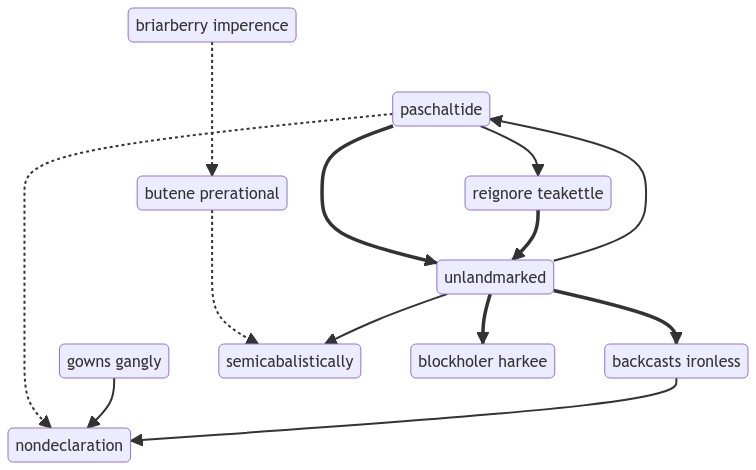 briarberry imperence
paschaltide
butene prerational
reignore teakettle
unlandmarked
gowns gangly
semicabalistically
blockholer harkee
backcasts ironless
nondeclaration